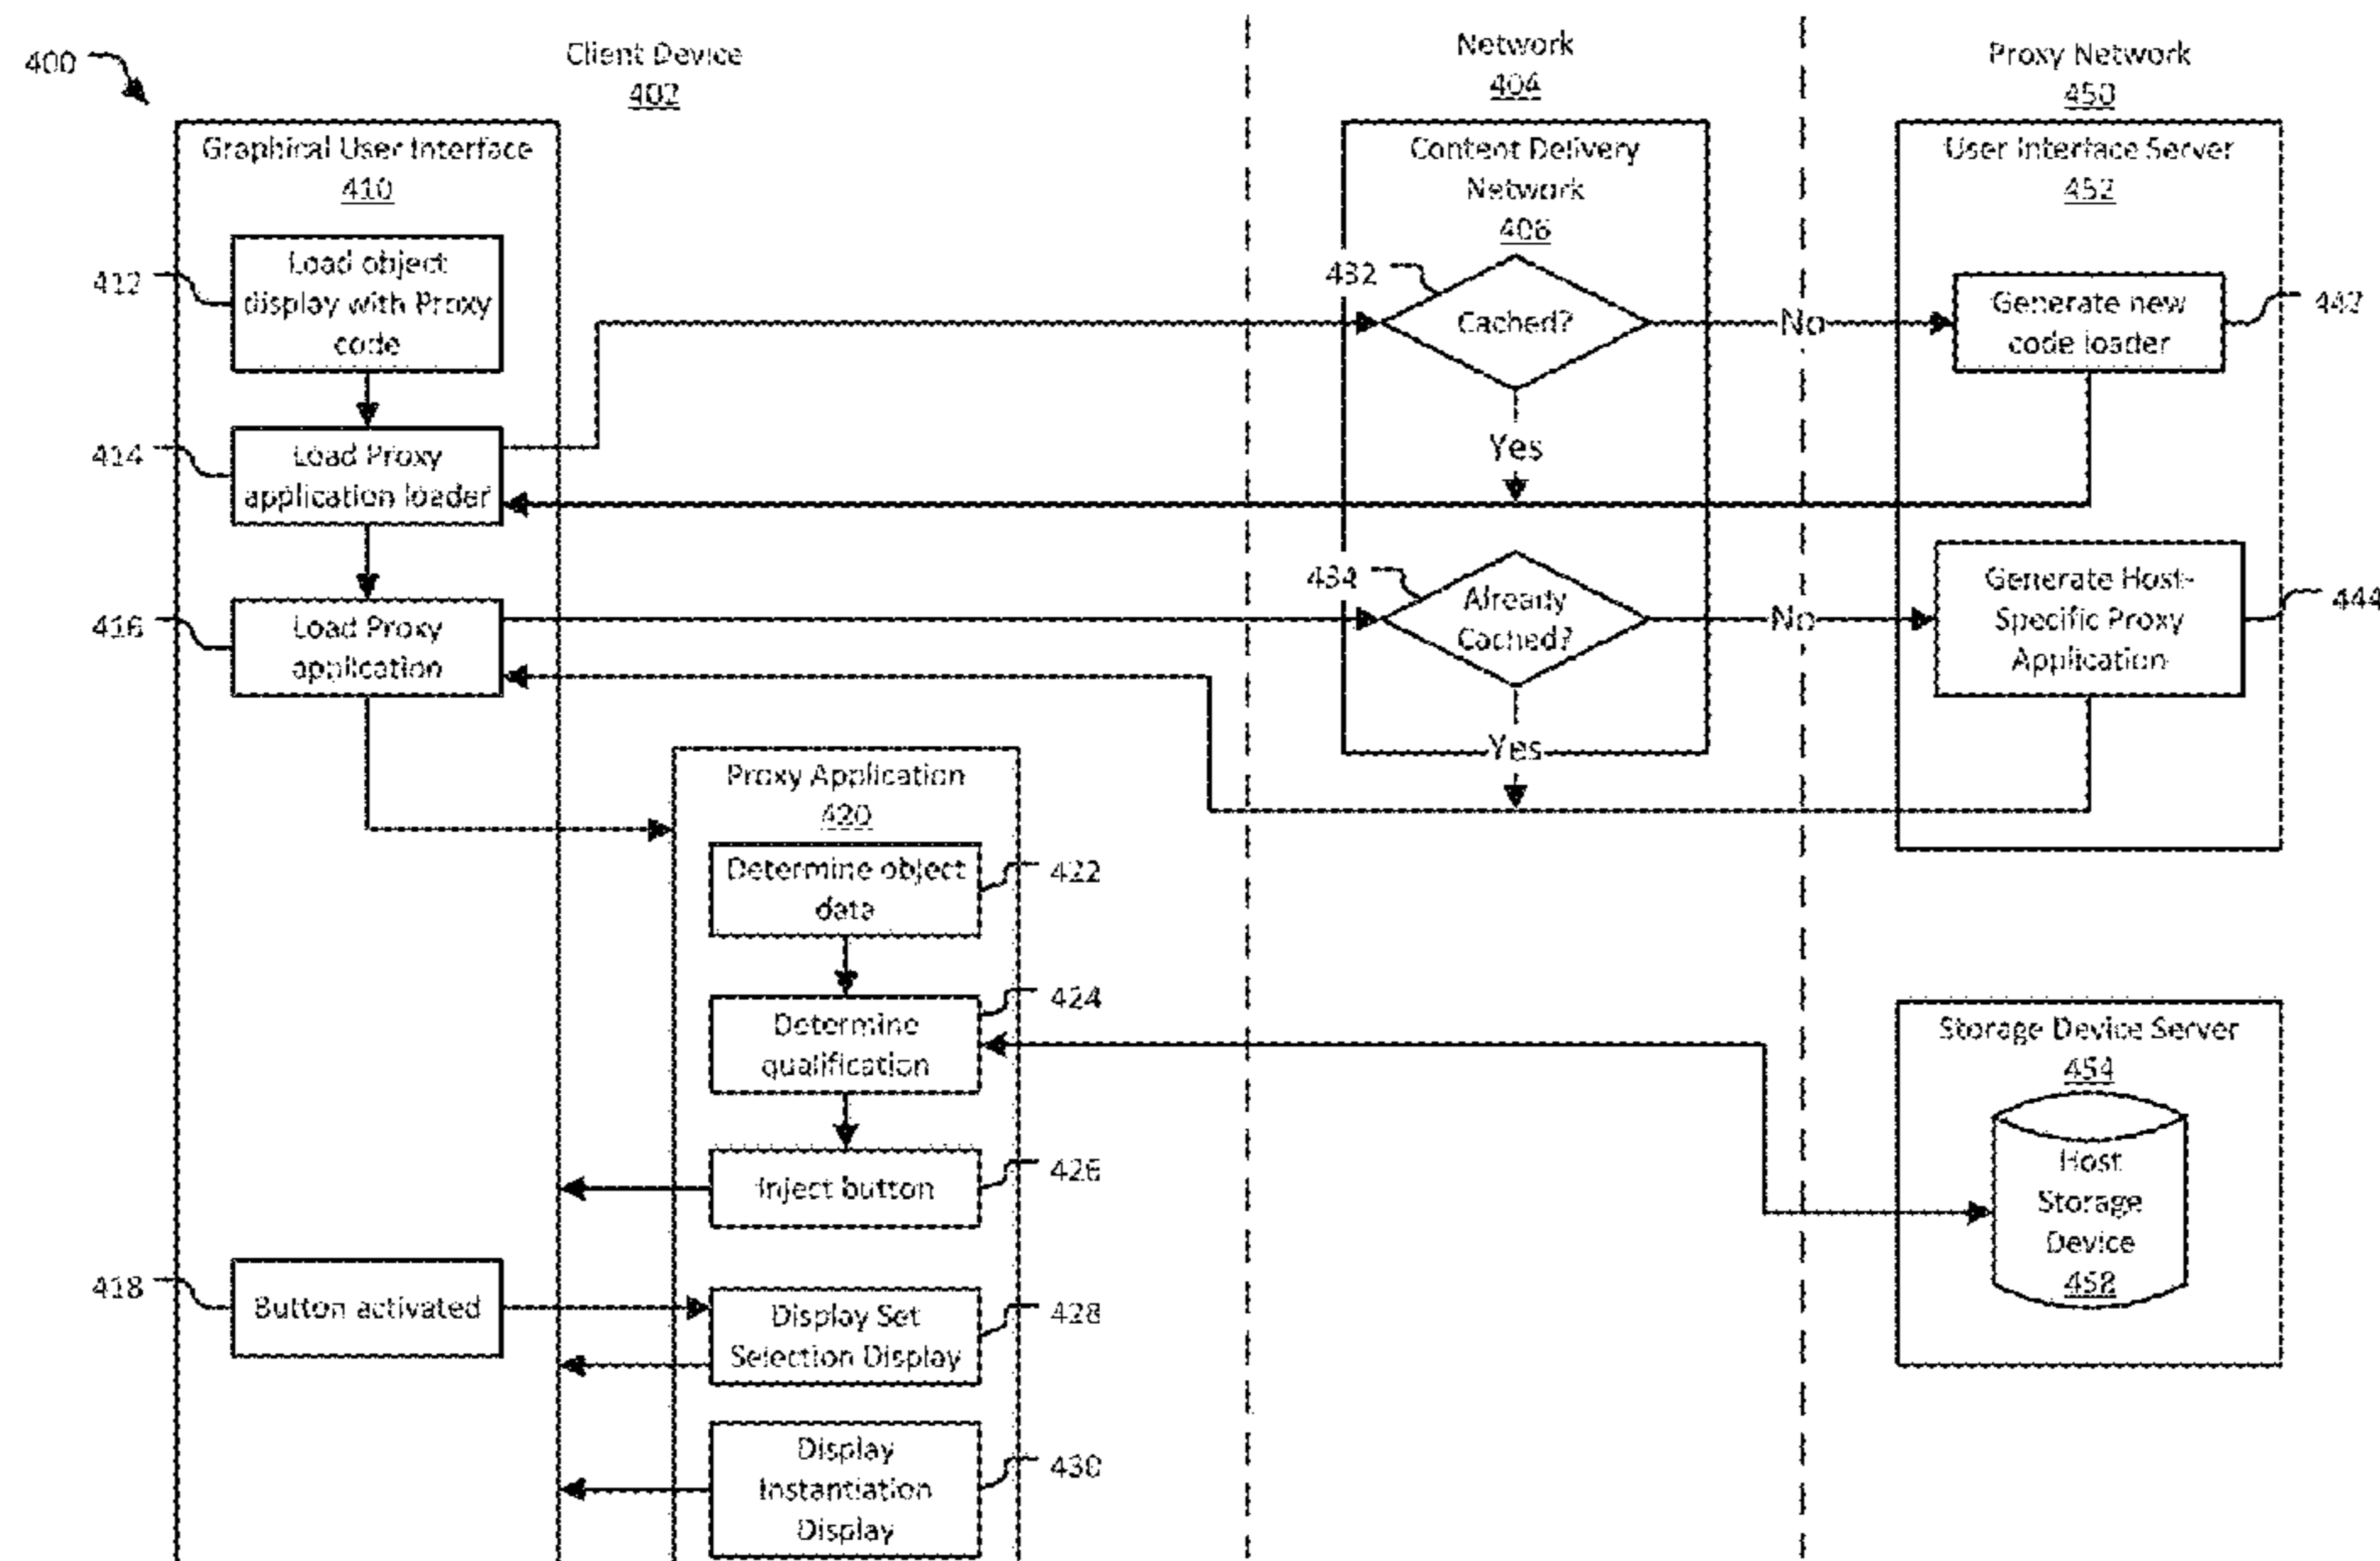 400
Client Device
402
Network
404
Proxy Network
450
Graphical User Interface
410
Content Delivery
Network
406
User Interface Server
452
412
Load object
display with Proxy
code
432
Cached?
No
Generate new
code loader
442
Yes
414
Load Proxy
application loader
434
Already
Cached?
No
Generate Host-
Specific Proxy
Application
444
416
Load Proxy
application
Yes
Proxy Application
420
Determine object
data
422
Determine
qualification
424
Storage Device Server
454
Host
Storage
Device
458
Inject button
426
418
Button activated
Display Set
Selection Display
428
Display
Instantiation
Display
430